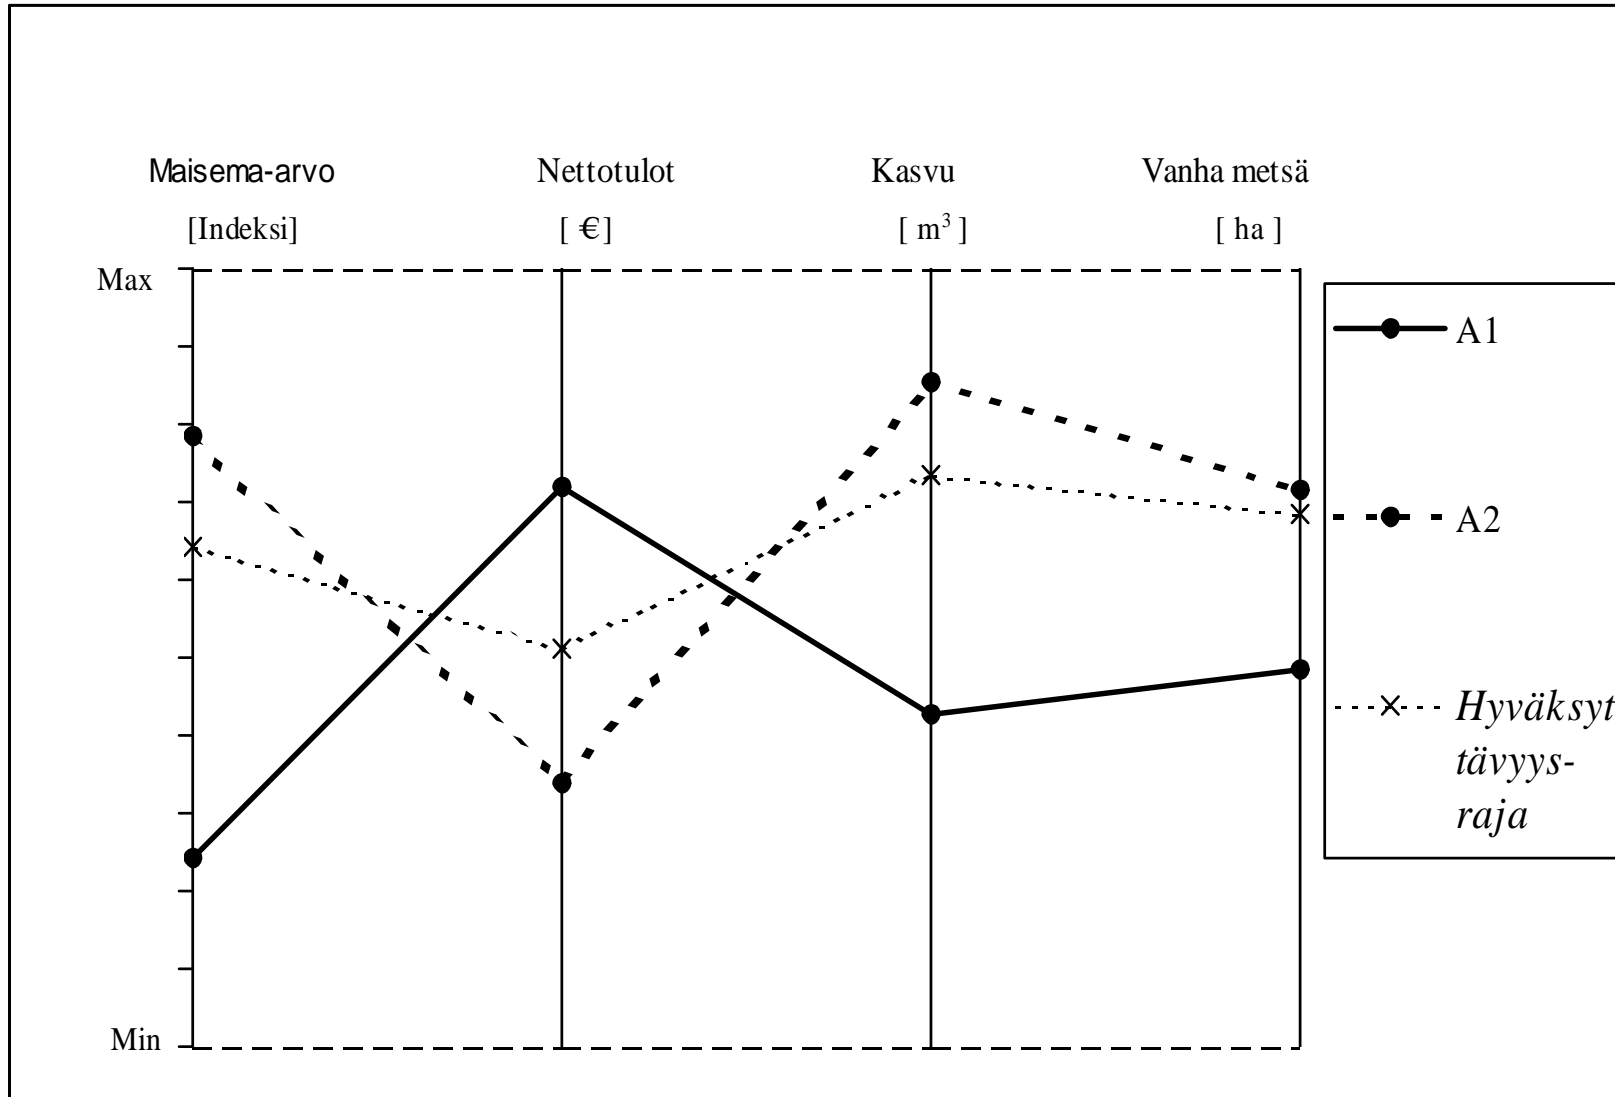 Maisema-arvo Nettotulot Kasvu Vanha metsä
[Indeksi] [ €] [ m³ ] [ ha ]
Max
A1
A2
Hyväksyt
tävyys-
raja
Min